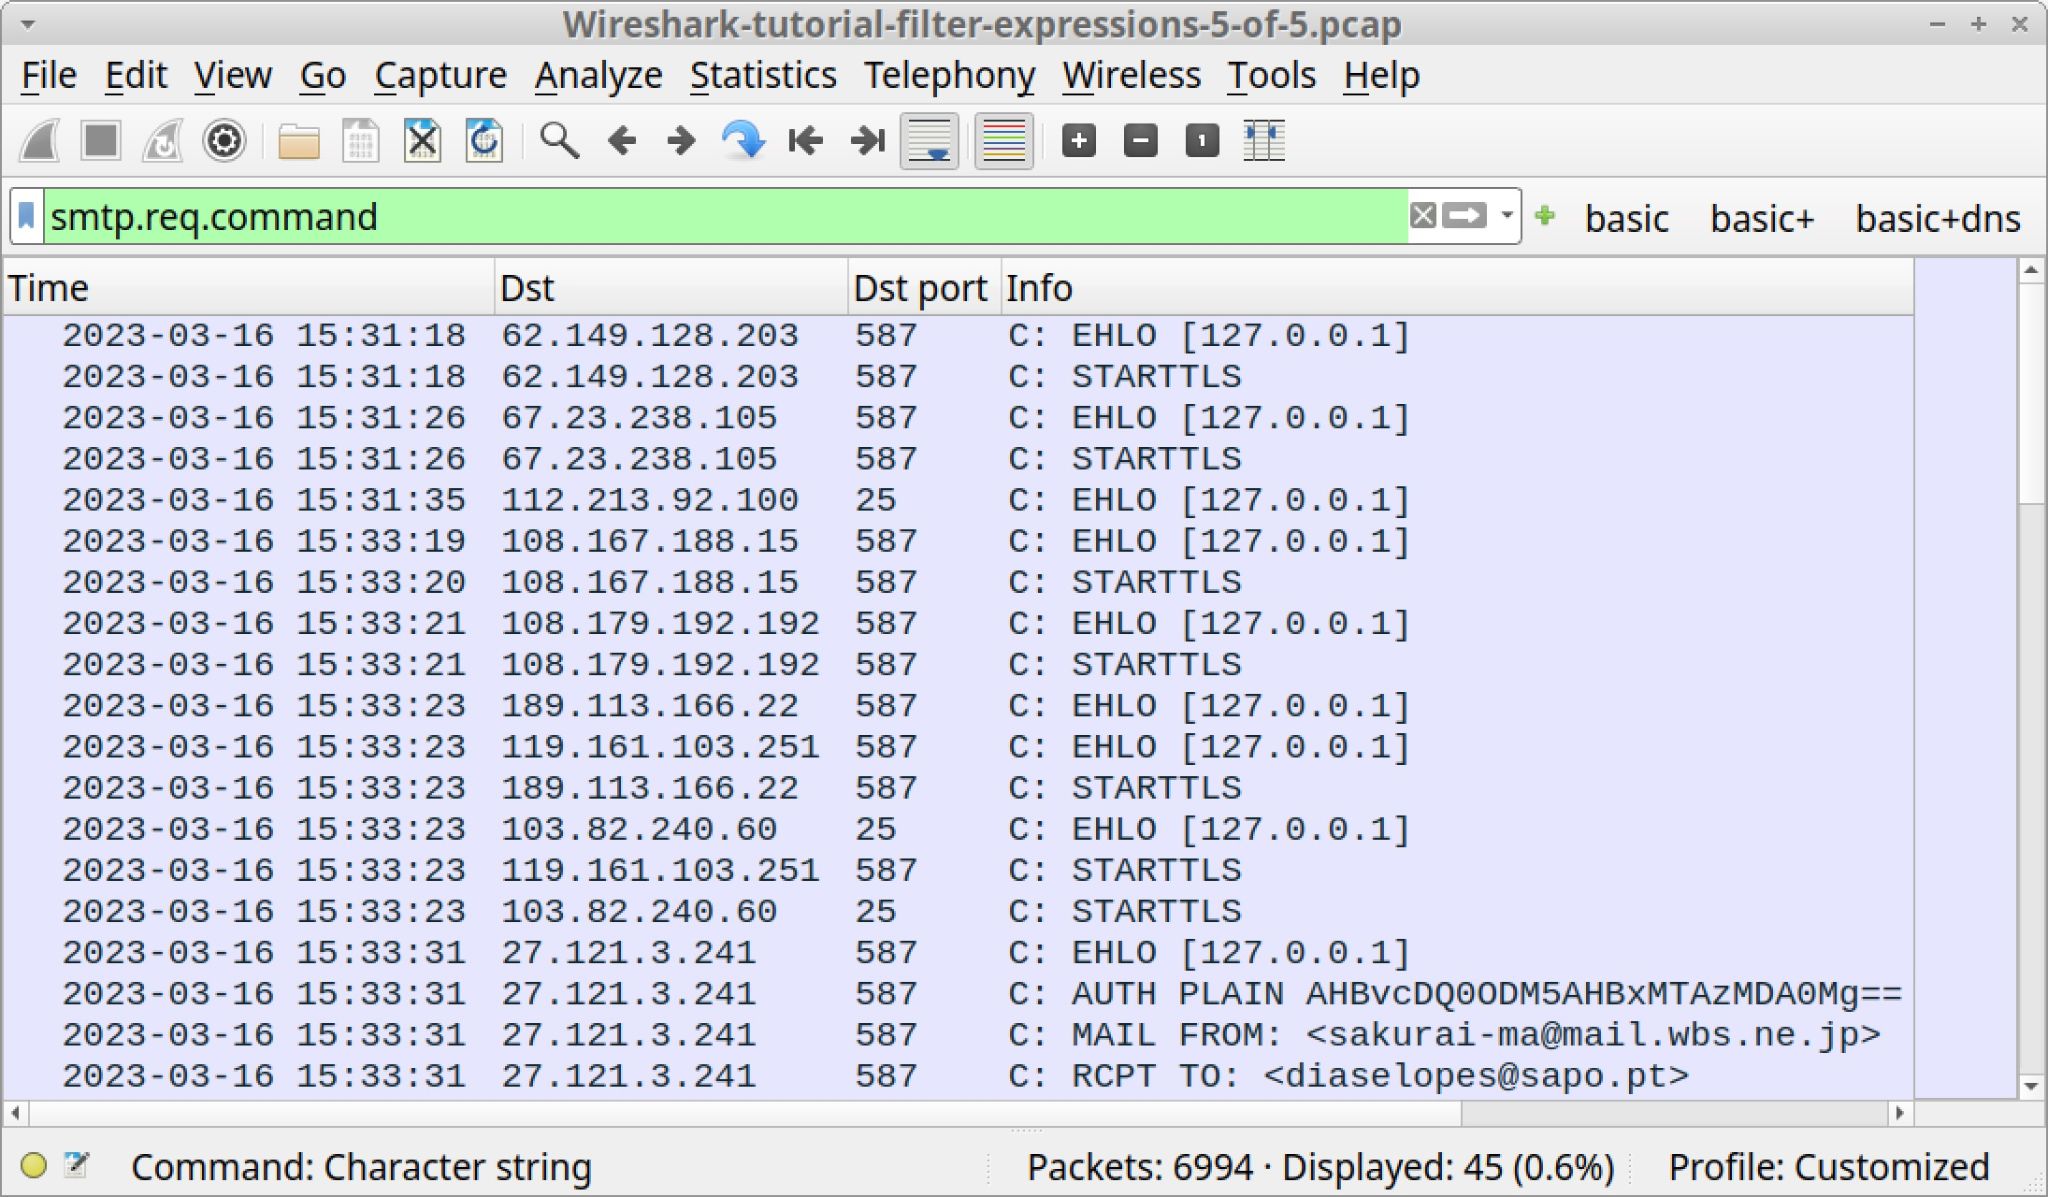 Wireshark-tutorial-filter-expressions-5-of-5.pcap
File Edit View Go Capture Analyze Statistics Telephony Wireless Tools Help
smtp.req.command basic basic+ basic+dns
Time Dst Dst port Info
2023-03-16 15:31:18 62.149.128.203 587 C: EHLO [127.0.0.1]
2023-03-16 15:31:18 62.149.128.203 587 C: STARTTLS
2023-03-16 15:31:26 67.23.238.105 587 C: EHLO [127.0.0.1]
2023-03-16 15:31:26 67.23.238.105 587 C: STARTTLS
2023-03-16 15:31:35 112.213.92.100 25 C: EHLO [127.0.0.1]
2023-03-16 15:33:19 108.167.188.15 587 C: EHLO [127.0.0.1]
2023-03-16 15:33:20 108.167.188.15 587 C: STARTTLS
2023-03-16 15:33:21 108.179.192.192 587 C: EHLO [127.0.0.1]
2023-03-16 15:33:21 108.179.192.192 587 C: STARTTLS
2023-03-16 15:33:23 189.113.166.22 587 C: EHLO [127.0.0.1]
2023-03-16 15:33:23 119.161.103.251 587 C: EHLO [127.0.0.1]
2023-03-16 15:33:23 189.113.166.22 587 C: STARTTLS
2023-03-16 15:33:23 103.82.240.60 25 C: EHLO [127.0.0.1]
2023-03-16 15:33:23 119.161.103.251 587 C: STARTTLS
2023-03-16 15:33:23 103.82.240.60 25 C: STARTTLS
2023-03-16 15:33:31 27.121.3.241 587 C: EHLO [127.0.0.1]
2023-03-16 15:33:31 27.121.3.241 587 C: AUTH PLAIN AHBvcDQ0ODM5AHBxMTAzMDA0Mg==
2023-03-16 15:33:31 27.121.3.241 587 C: MAIL FROM: <sakurai-ma@mail.wbs.ne.jp>
2023-03-16 15:33:31 27.121.3.241 587 C: RCPT TO: <diaselopes@sapo.pt>
Command: Character string Packets: 6994 · Displayed: 45 (0.6%) Profile: Customized